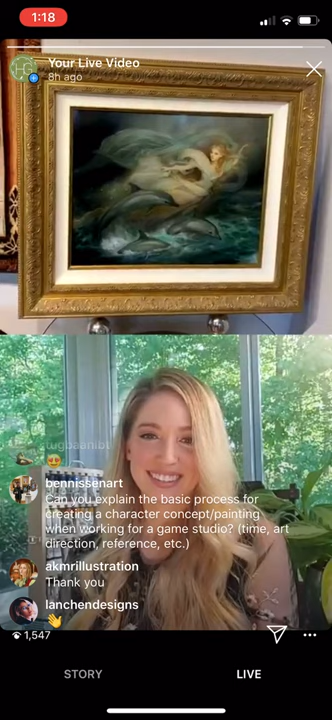 1:18
HG
Your Live Video
8h ago
bennissenart
Can you explain the basic process for
creating a character concept/painting
when working for a game studio? (time, art
direction, reference, etc.)
akmrillustration
Thank you
lanchendesigns
👋
1,547
STORY
LIVE